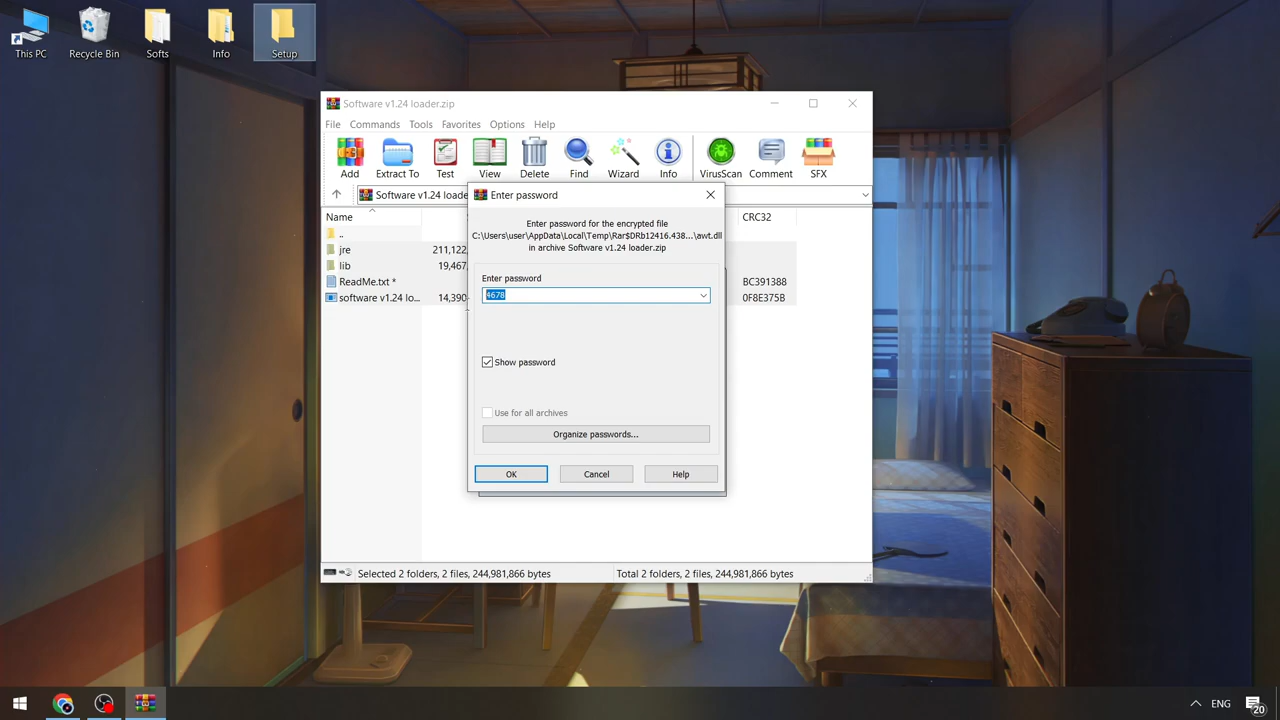 This PC
Recycle Bin
Softs
Info
Setup
Software v1.24 loader.zip
File Commands Tools Favorites Options Help
Add Extract To Test View Delete Find Wizard Info VirusScan Comment SFX
Software v1.24 loade
Name
CRC32
..
jre 211,122,
lib 19,467,
ReadMe.txt * BC391388
software v1.24 lo... 14,390 0F8E375B
Enter password
Enter password for the encrypted file
C:\Users\user\AppData\Local\Temp\Rar$DRb12416.438...\awt.dll
in archive Software v1.24 loader.zip
Enter password
4678
Show password
Use for all archives
Organize passwords...
OK Cancel Help
Selected 2 folders, 2 files, 244,981,866 bytes
Total 2 folders, 2 files, 244,981,866 bytes
ENG
20